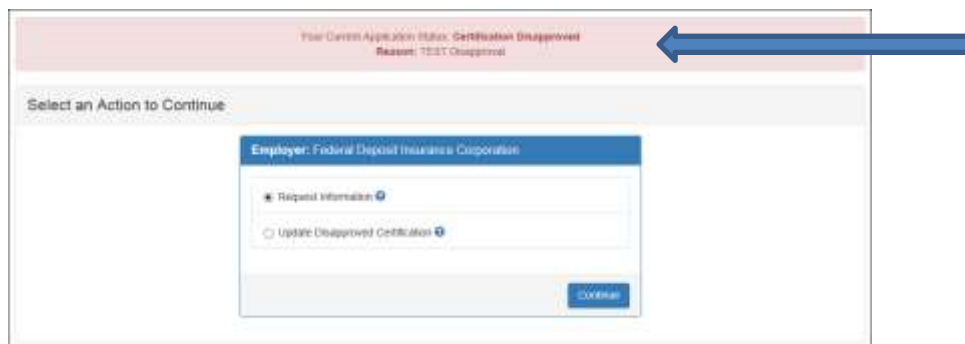 Your Current Application Status: Certification Disapproved
Reason: TEST Disapproval
Select an Action to Continue
Employer: Federal Deposit Insurance Corporation
Request Information
Update Disapproved Certification
Continue